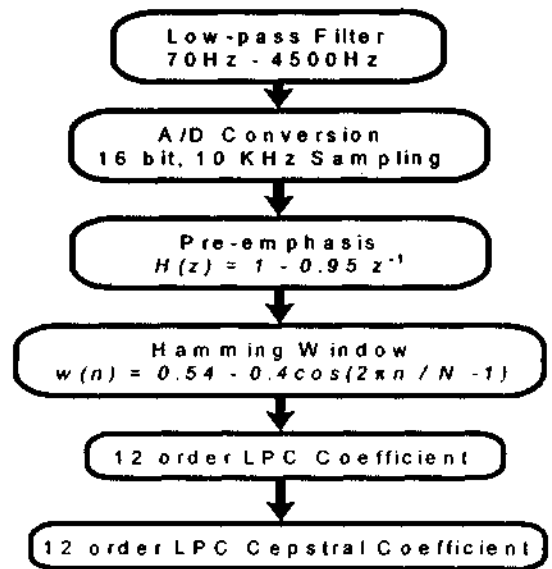 Low-pass Filter
70Hz - 4500Hz
A/D Conversion
16 bit, 10 KHz Sampling
Pre-emphasis
H(z) = 1 - 0.95 z⁻¹
Hamming Window
w(n) = 0.54 - 0.4cos(2πn / N -1)
12 order LPC Coefficient
12 order LPC Cepstral Coefficient